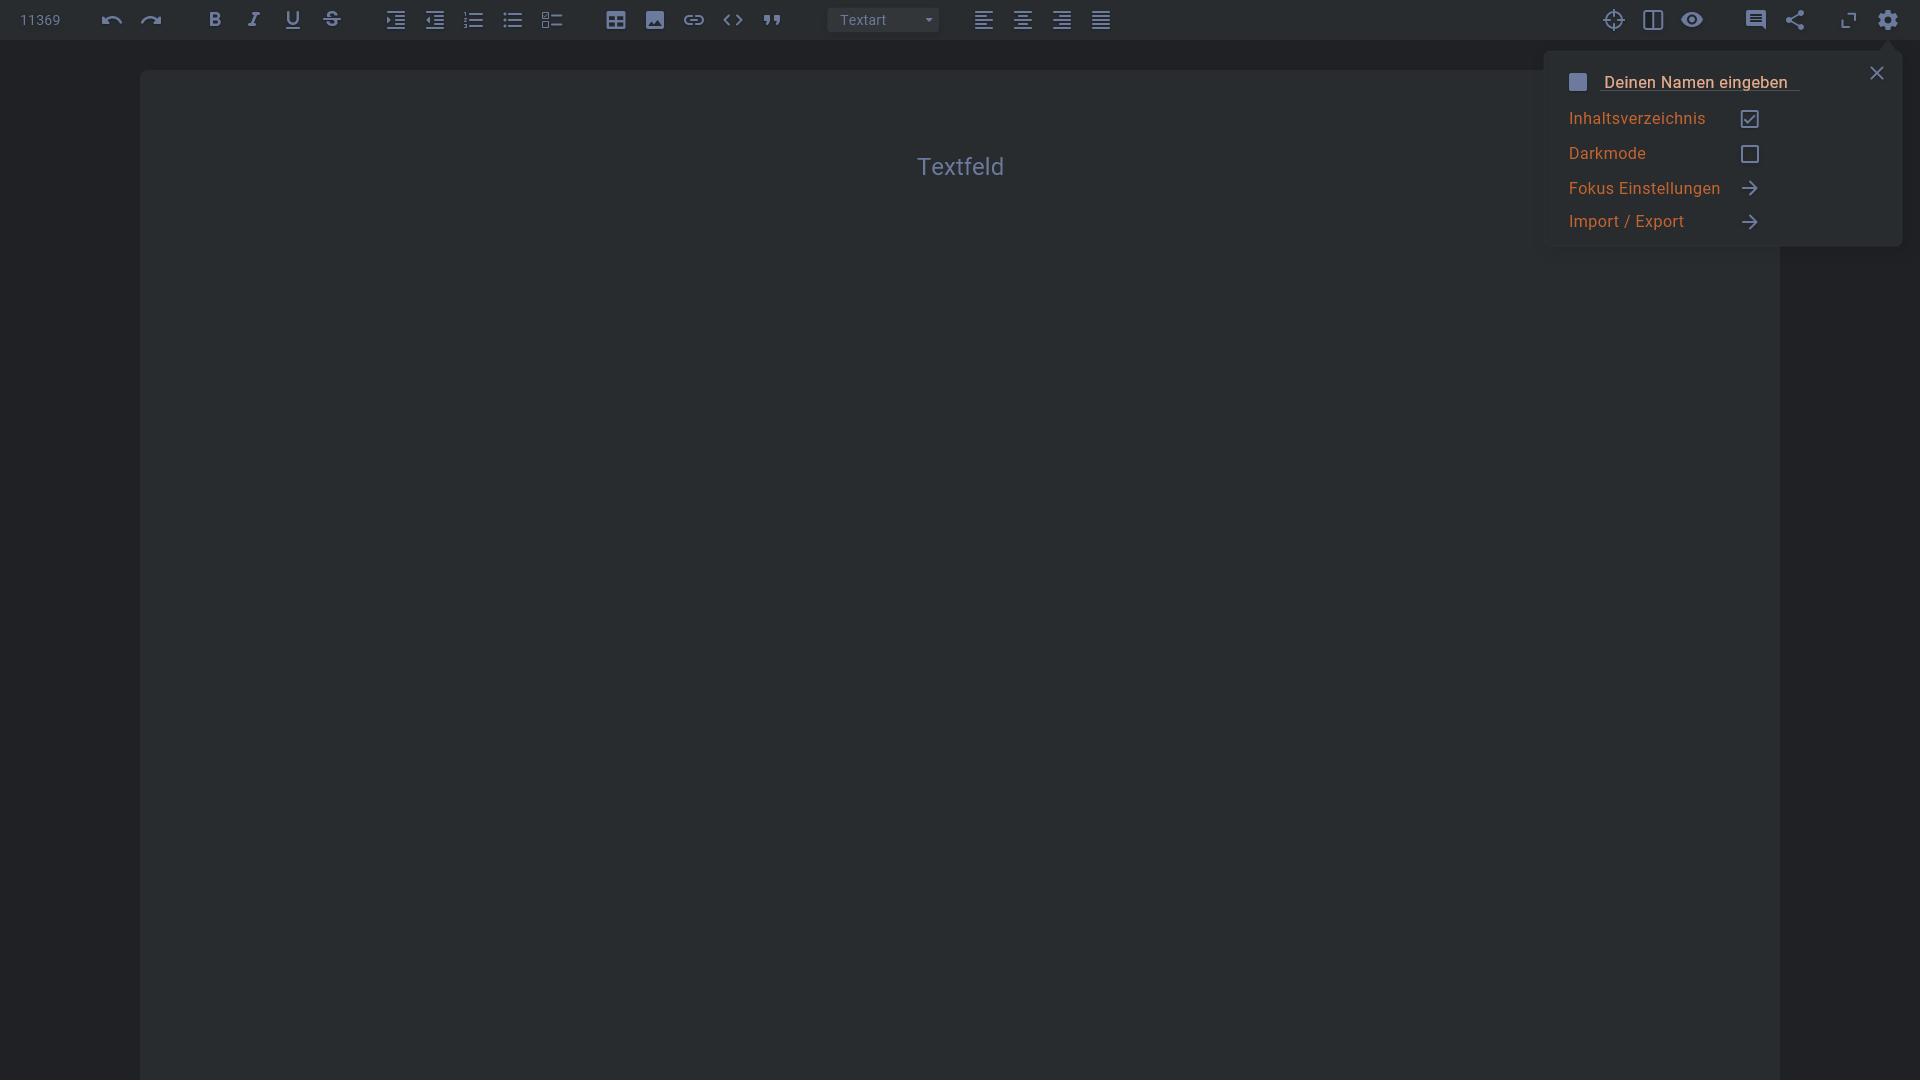 11369
Textart
Deinen Namen eingeben
Inhaltsverzeichnis
Darkmode
Fokus Einstellungen
Import / Export
Textfeld